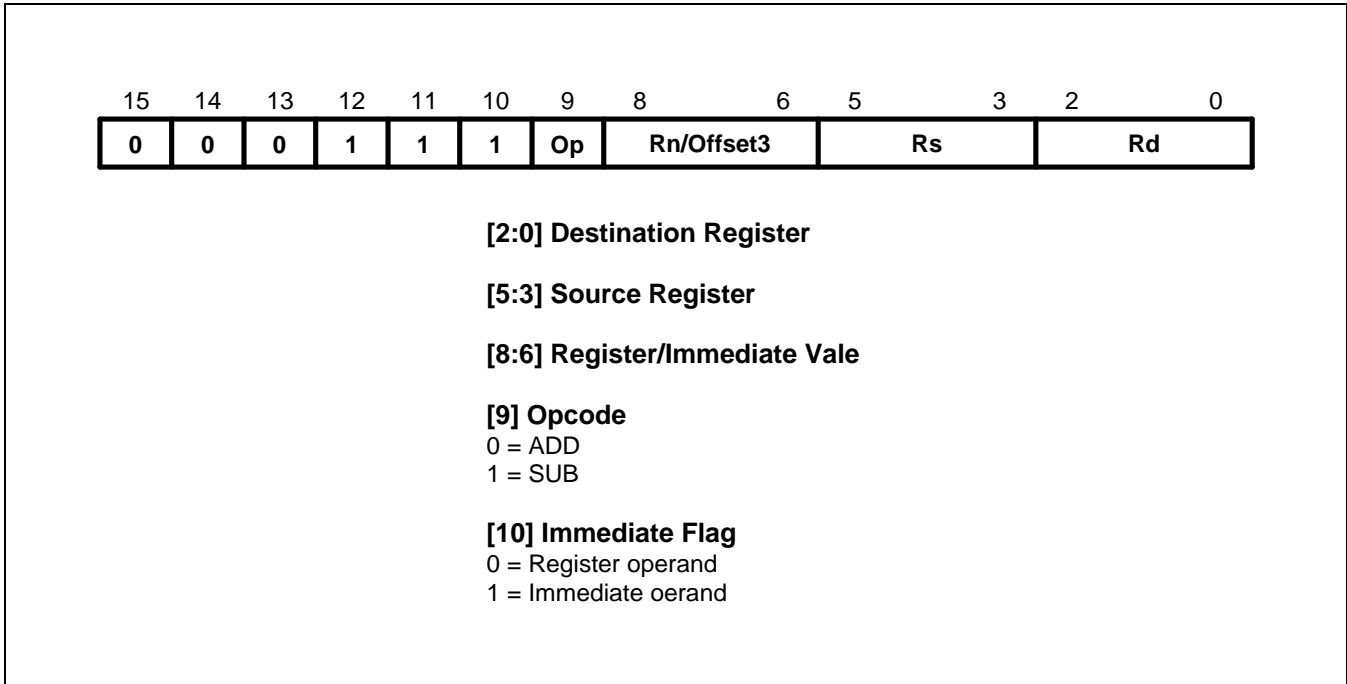 15 14 13 12 11 10 9 8 6 5 3 2 0
0 0 0 1 1 1 Op Rn/Offset3 Rs Rd
[2:0] Destination Register
[5:3] Source Register
[8:6] Register/Immediate Vale
[9] Opcode
0 = ADD
1 = SUB
[10] Immediate Flag
0 = Register operand
1 = Immediate oerand